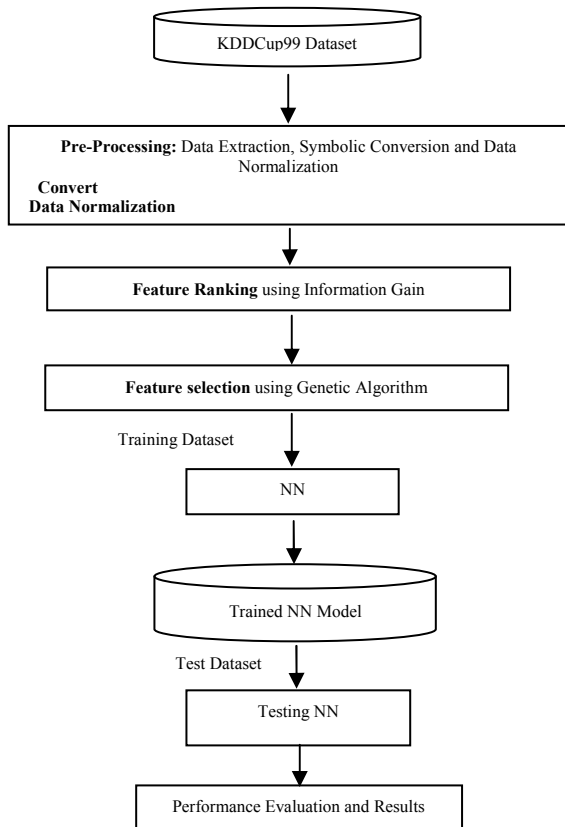 KDDCup99 Dataset
Pre-Processing: Data Extraction, Symbolic Conversion and Data
Normalization
Convert
Data Normalization
Feature Ranking using Information Gain
Feature selection using Genetic Algorithm
Training Dataset
NN
Trained NN Model
Test Dataset
Testing NN
Performance Evaluation and Results